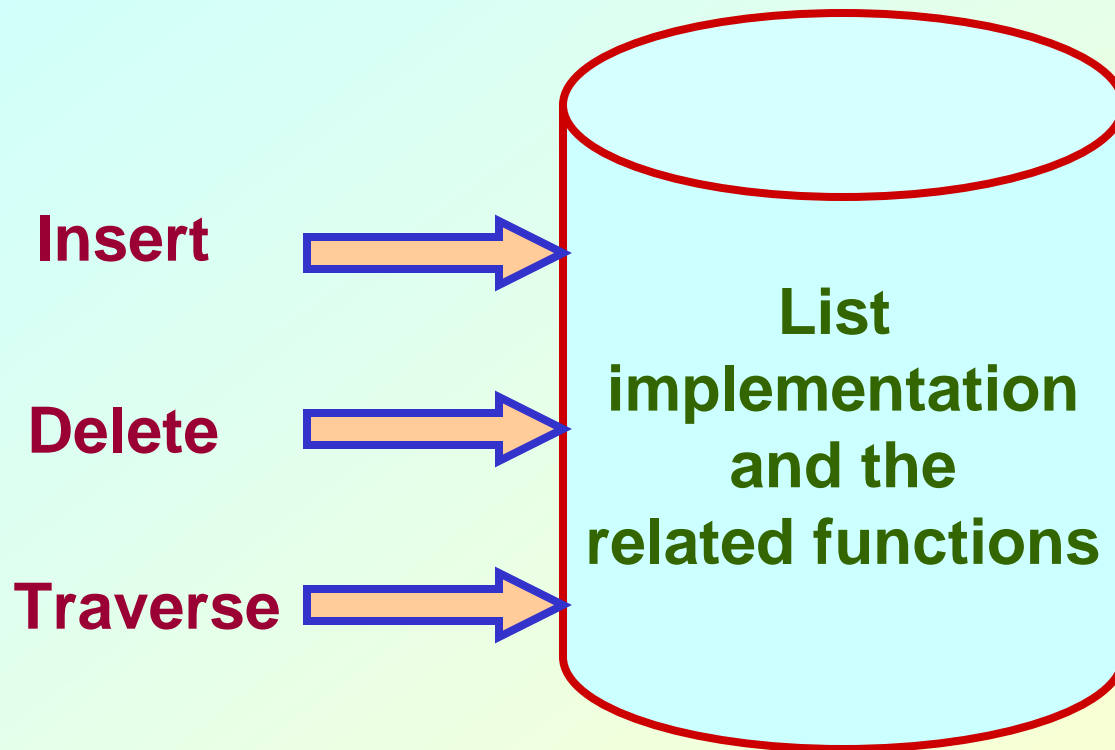 Insert
Delete
Traverse
List
implementation
and the
related functions